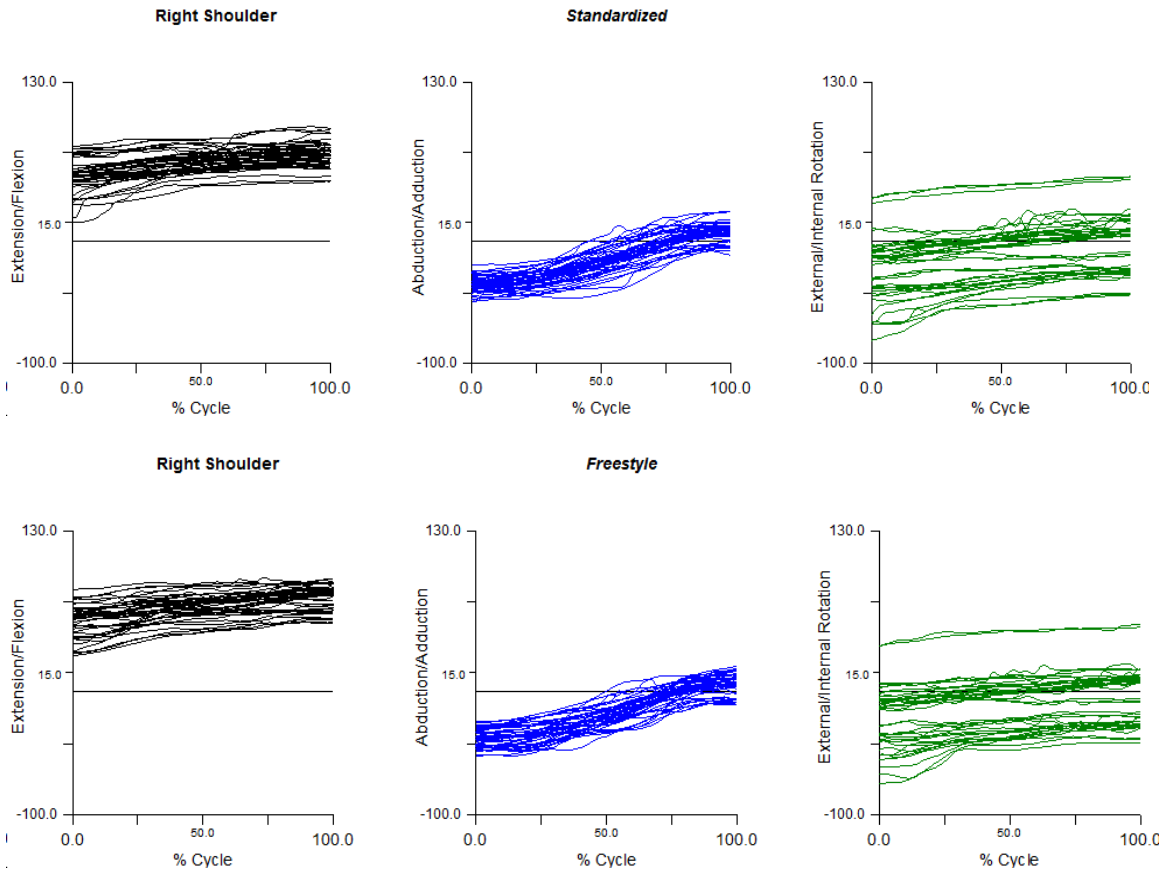 Right Shoulder
Standardized
130.0
15.0
-100.0
Extension/Flexion
0.0
50.0
100.0
% Cycle
130.0
15.0
-100.0
Abduction/Adduction
0.0
50.0
100.0
% Cycle
130.0
15.0
-100.0
External/Internal Rotation
0.0
50.0
100.0
% Cycle
Right Shoulder
Freestyle
130.0
15.0
-100.0
Extension/Flexion
0.0
50.0
100.0
% Cycle
130.0
15.0
-100.0
Abduction/Adduction
0.0
50.0
100.0
% Cycle
130.0
15.0
-100.0
External/Internal Rotation
0.0
50.0
100.0
% Cycle